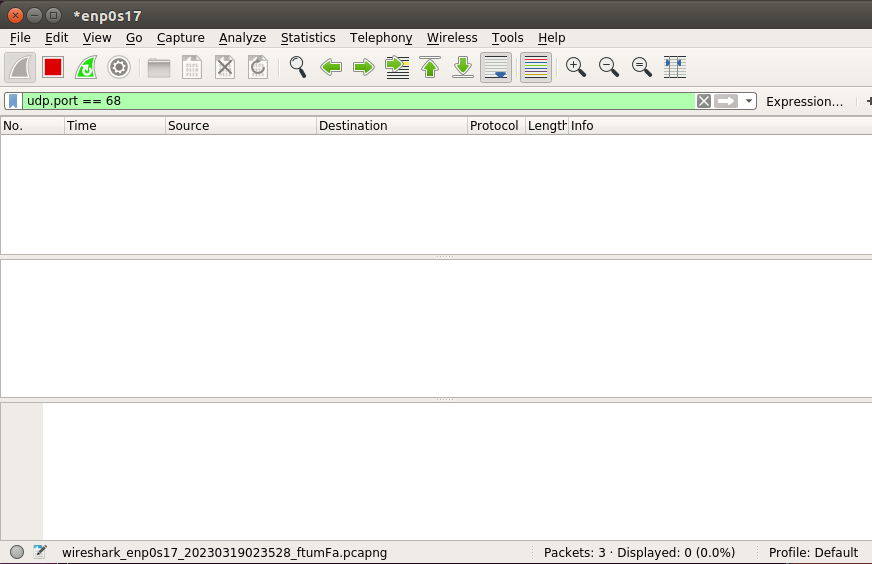 *enp0s17
File Edit View Go Capture Analyze Statistics Telephony Wireless Tools Help
udp.port == 68 Expression… +
No. Time Source Destination Protocol Length Info
wireshark_enp0s17_20230319023528_ftumFa.pcapng Packets: 3 · Displayed: 0 (0.0%) Profile: Default